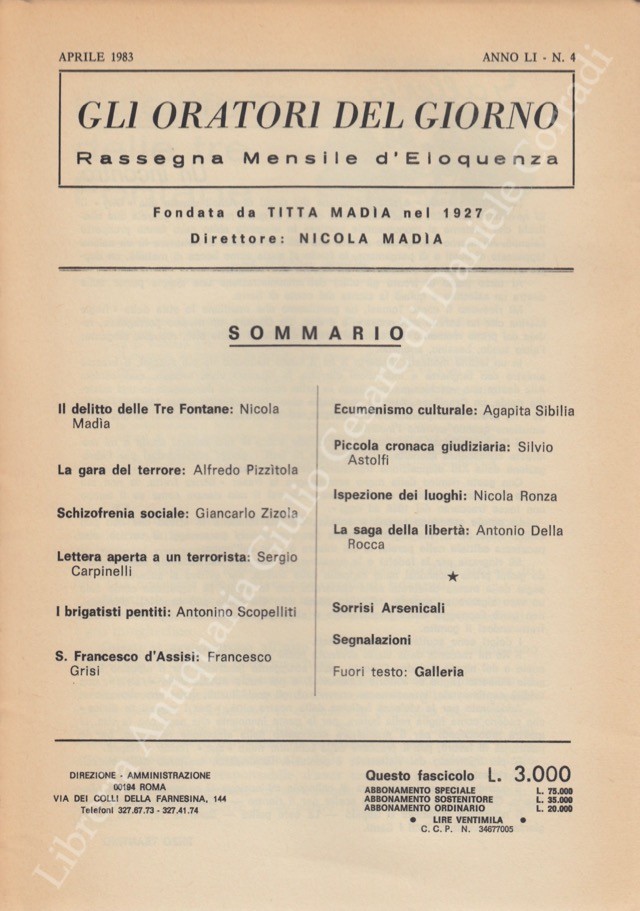 APRILE 1983
ANNO LI - N. 4
GLI ORATORI DEL GIORNO
Rassegna Mensile d'Eloquenza
Fondata da TITTA MADÌA nel 1927
Direttore: NICOLA MADÌA
SOMMARIO
Il delitto delle Tre Fontane: Nicola
Madìa
La gara del terrore: Alfredo Pizzìtola
Schizofrenia sociale: Giancarlo Zizola
Lettera aperta a un terrorista: Sergio
Carpinelli
I brigatisti pentiti: Antonino Scopelliti
S. Francesco d'Assisi: Francesco
Grisi
Ecumenismo culturale: Agapita Sibilia
Piccola cronaca giudiziaria: Silvio
Astolfi
Ispezione dei luoghi: Nicola Ronza
La saga della libertà: Antonio Della
Rocca
★
Sorrisi Arsenicali
Segnalazioni
Fuori testo: Galleria
DIREZIONE - AMMINISTRAZIONE
00194 ROMA
VIA DEI COLLI DELLA FARNESINA, 144
Telefoni 327.67.73 - 327.41.74
Questo fascicolo L. 3.000
ABBONAMENTO SPECIALE L. 75.000
ABBONAMENTO SOSTENITORE L. 35.000
ABBONAMENTO ORDINARIO L. 20.000
● LIRE VENTIMILA ●
C. C. P. N. 34677005
Libreria Antiquaria Giulio Cesare di Daniele Corradi